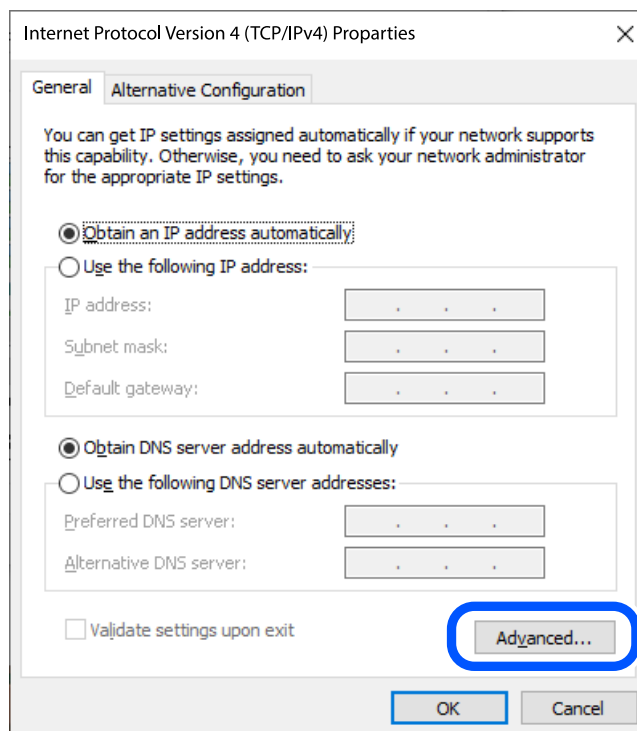 Internet Protocol Version 4 (TCP/IPv4) Proparties
General
Alternative Configuration
You can get IP settings assigned automatically if your network supports
this capability. Otherwise, you need to ask your network administrator
for the appropriate IP settings.
Obtain an IP address automatically
Use the following IP address:
IP address:
Subnet mask:
Default gateway:
Obtain DNS server address automatically
Use the following DNS server addresses:
Preferred DNS server:
Alternative DNS server:
Validate settings upon exit
Advanced...
OK
Cancel